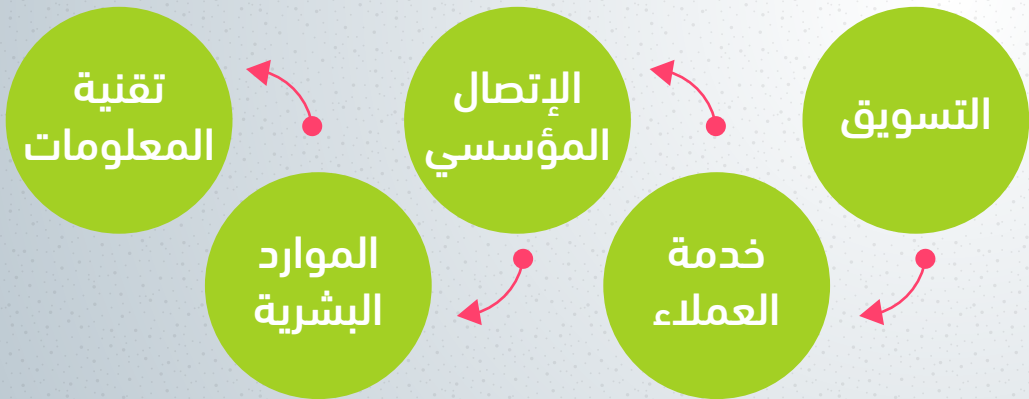 التسويق
خدمة
العملاء
الإتصال
المؤسسي
الموارد
البشرية
تقنية
المعلومات